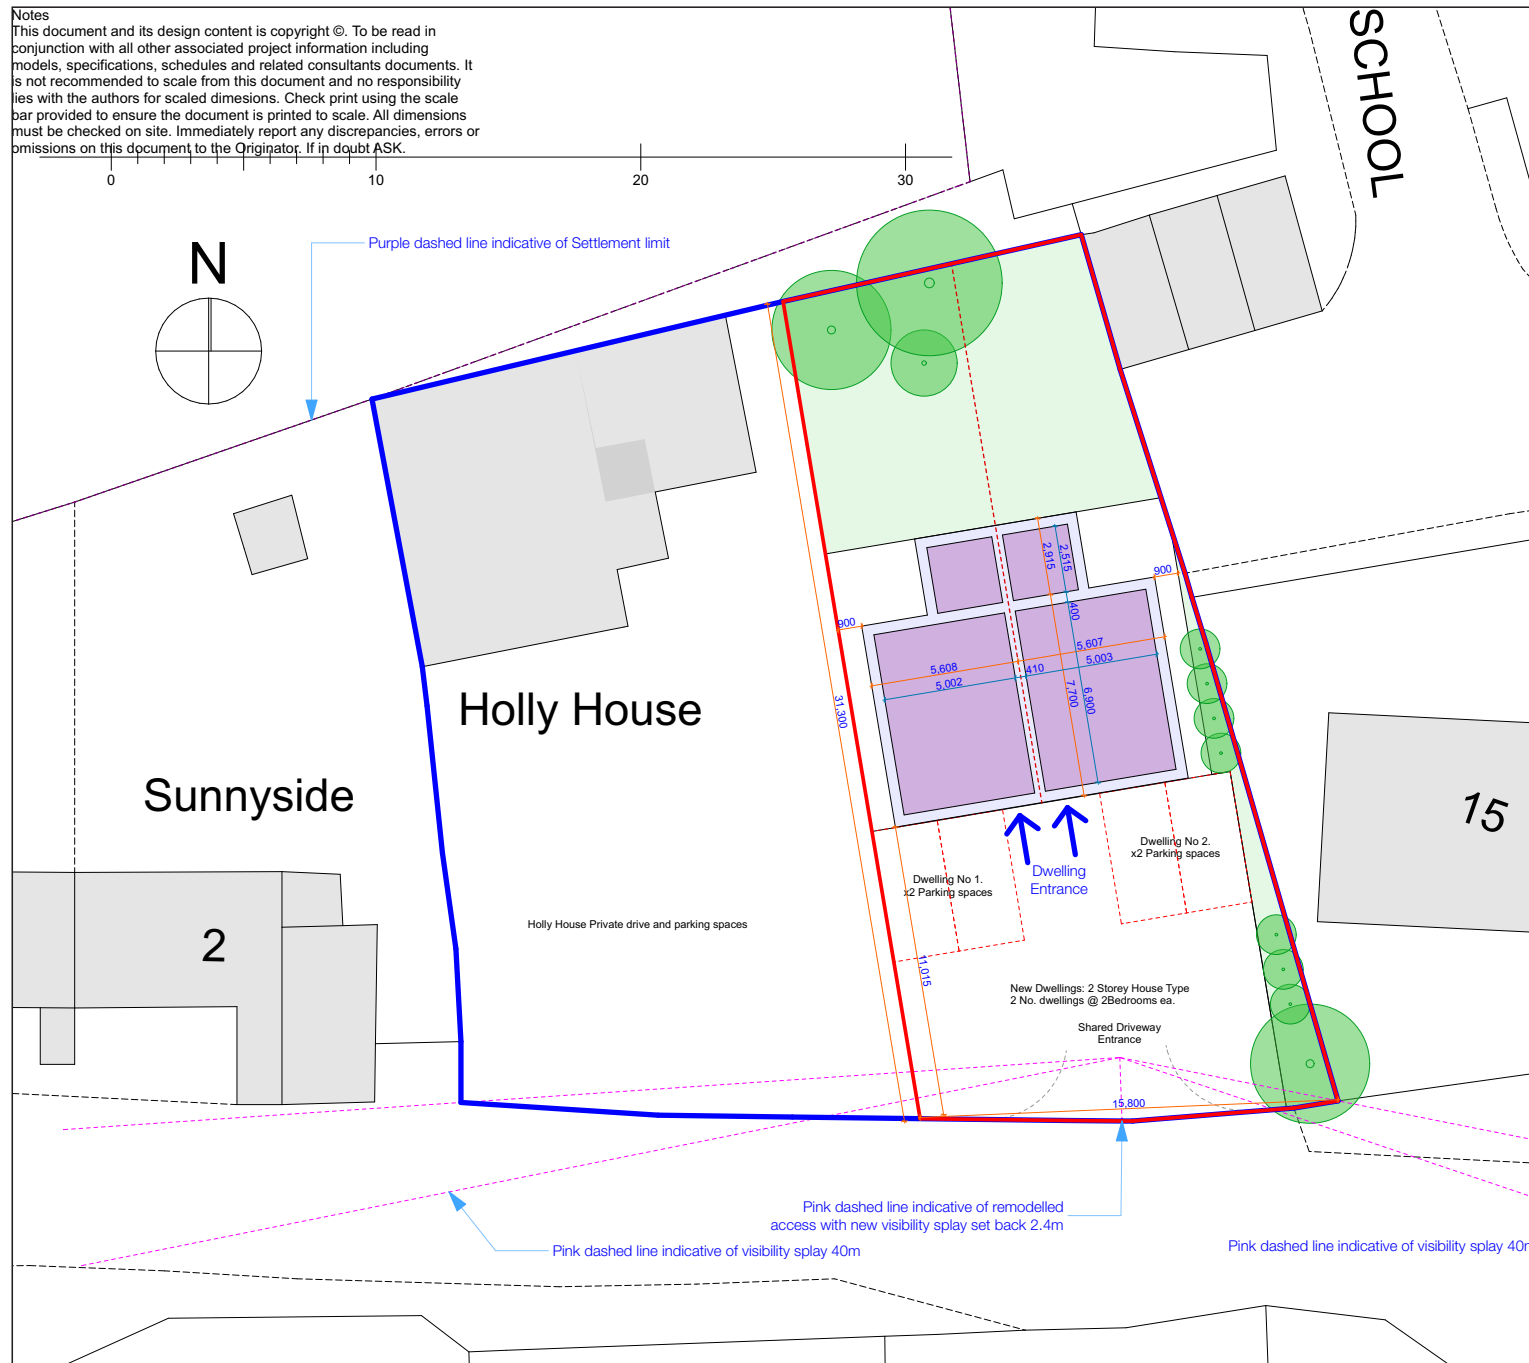 Notes
This document and its design content is copyright ©. To be read in
conjunction with all other associated project information including
models, specifications, schedules and related consultants documents. It
is not recommended to scale from this document and no responsibility
lies with the authors for scaled dimesions. Check print using the scale
bar provided to ensure the document is printed to scale. All dimensions
must be checked on site. Immediately report any discrepancies, errors or
omissions on this document to the Originator. If in doubt ASK.
0
10
20
30
SCHOOL
Purple dashed line indicative of Settlement limit
N
2,915
2,515
900
400
900
5,607
5,608
5,003
410
5,002
7,700
6,900
31,300
Holly House
Sunnyside
15
Dwelling No 2.
x2 Parking spaces
Dwelling No 1.
x2 Parking spaces
Dwelling
Entrance
Holly House Private drive and parking spaces
2
11,015
New Dwellings: 2 Storey House Type
2 No. dwellings @ 2Bedrooms ea.
Shared Driveway
Entrance
15,800
Pink dashed line indicative of remodelled
access with new visibility splay set back 2.4m
Pink dashed line indicative of visibility splay 40m
Pink dashed line indicative of visibility splay 40m